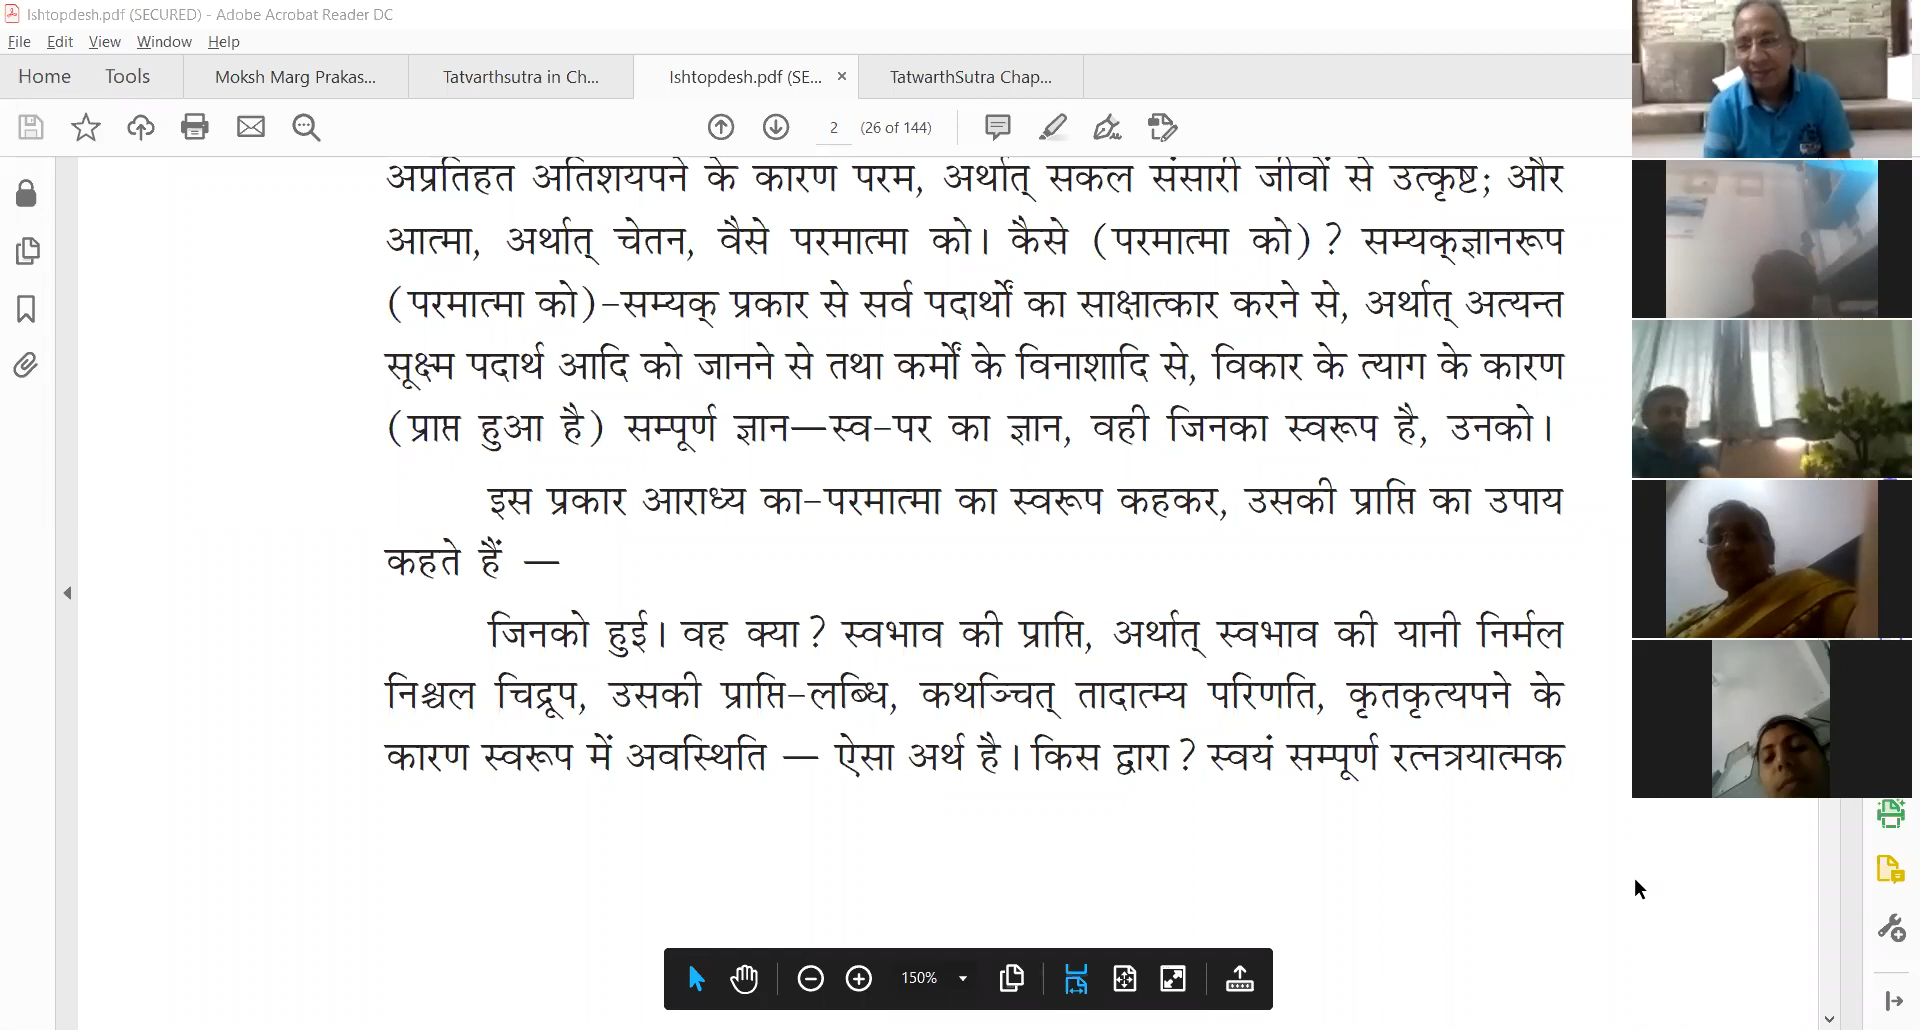 Ishtopdesh.pdf (SECURED) - Adobe Acrobat Reader DC
File Edit View Window Help
Home Tools Moksh Marg Prakas... Tatvarthsutra in Ch... Ishtopdesh.pdf (SE... × TatwarthSutra Chap...
2 (26 of 144)
अप्रतिहत अतिशयपने के कारण परम, अर्थात् सकल संसारी जीवों से उत्कृष्ट; और
आत्मा, अर्थात् चेतन, वैसे परमात्मा को। कैसे (परमात्मा को) ? सम्यक्ज्ञानरूप
(परमात्मा को)-सम्यक् प्रकार से सर्व पदार्थों का साक्षात्कार करने से, अर्थात् अत्यन्त
सूक्ष्म पदार्थ आदि को जानने से तथा कर्मों के विनाशादि से, विकार के त्याग के कारण
(प्राप्त हुआ है) सम्पूर्ण ज्ञान—स्व-पर का ज्ञान, वही जिनका स्वरूप है, उनको।
इस प्रकार आराध्य का-परमात्मा का स्वरूप कहकर, उसकी प्राप्ति का उपाय
कहते हैं —
जिनको हुई। वह क्या ? स्वभाव की प्राप्ति, अर्थात् स्वभाव की यानी निर्मल
निश्चल चिद्रूप, उसकी प्राप्ति-लब्धि, कथञ्चित् तादात्म्य परिणति, कृतकृत्यपने के
कारण स्वरूप में अवस्थिति — ऐसा अर्थ है। किस द्वारा ? स्वयं सम्पूर्ण रत्नत्रयात्मक
150%